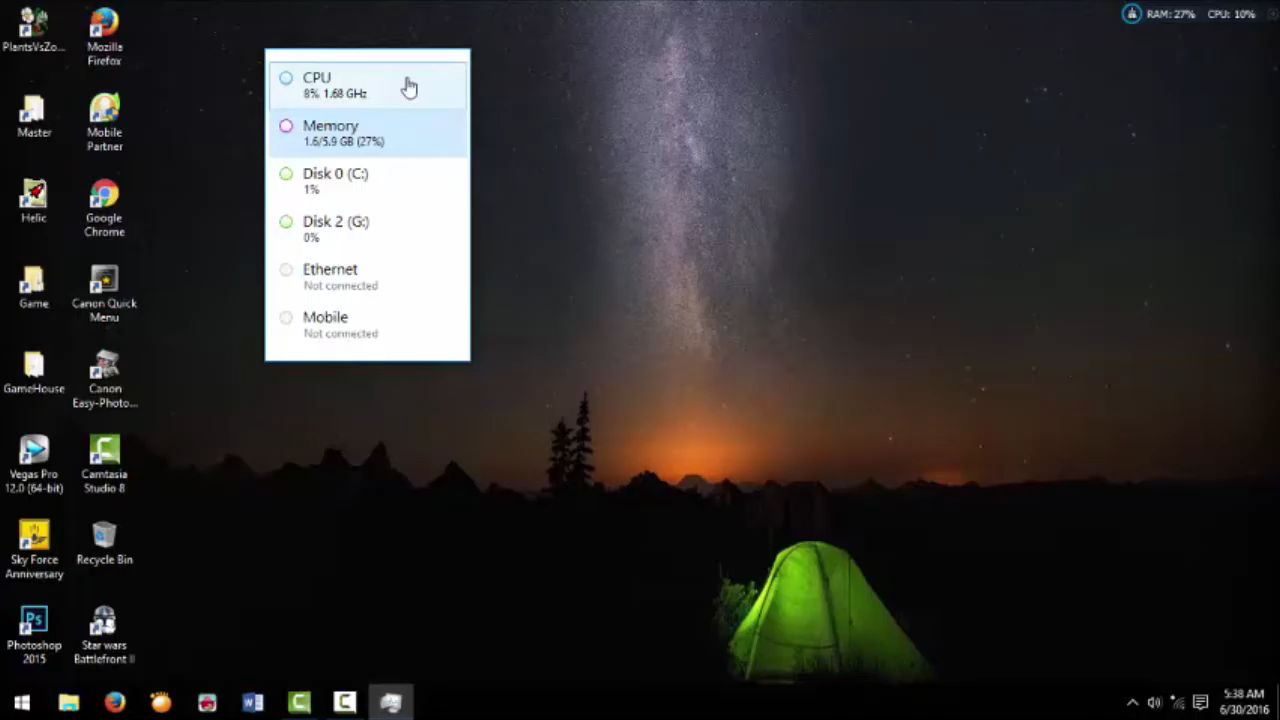 PlantsVsZo...
Mozilla
Firefox
RAM: 27% CPU: 10%
CPU
8% 1.68 GHz
Memory
1.6/5.9 GB (27%)
Disk 0 (C:)
1%
Disk 2 (G:)
0%
Ethernet
Not connected
Mobile
Not connected
Master
Mobile
Partner
Helic
Google
Chrome
Game
Canon Quick
Menu
GameHouse
Canon
Easy-Photo...
Vegas Pro
12.0 (64-bit)
Camtasia
Studio 8
Sky Force
Anniversary
Recycle Bin
Ps
Photoshop
2015
Star wars
Battlefront II
5:38 AM
6/30/2016